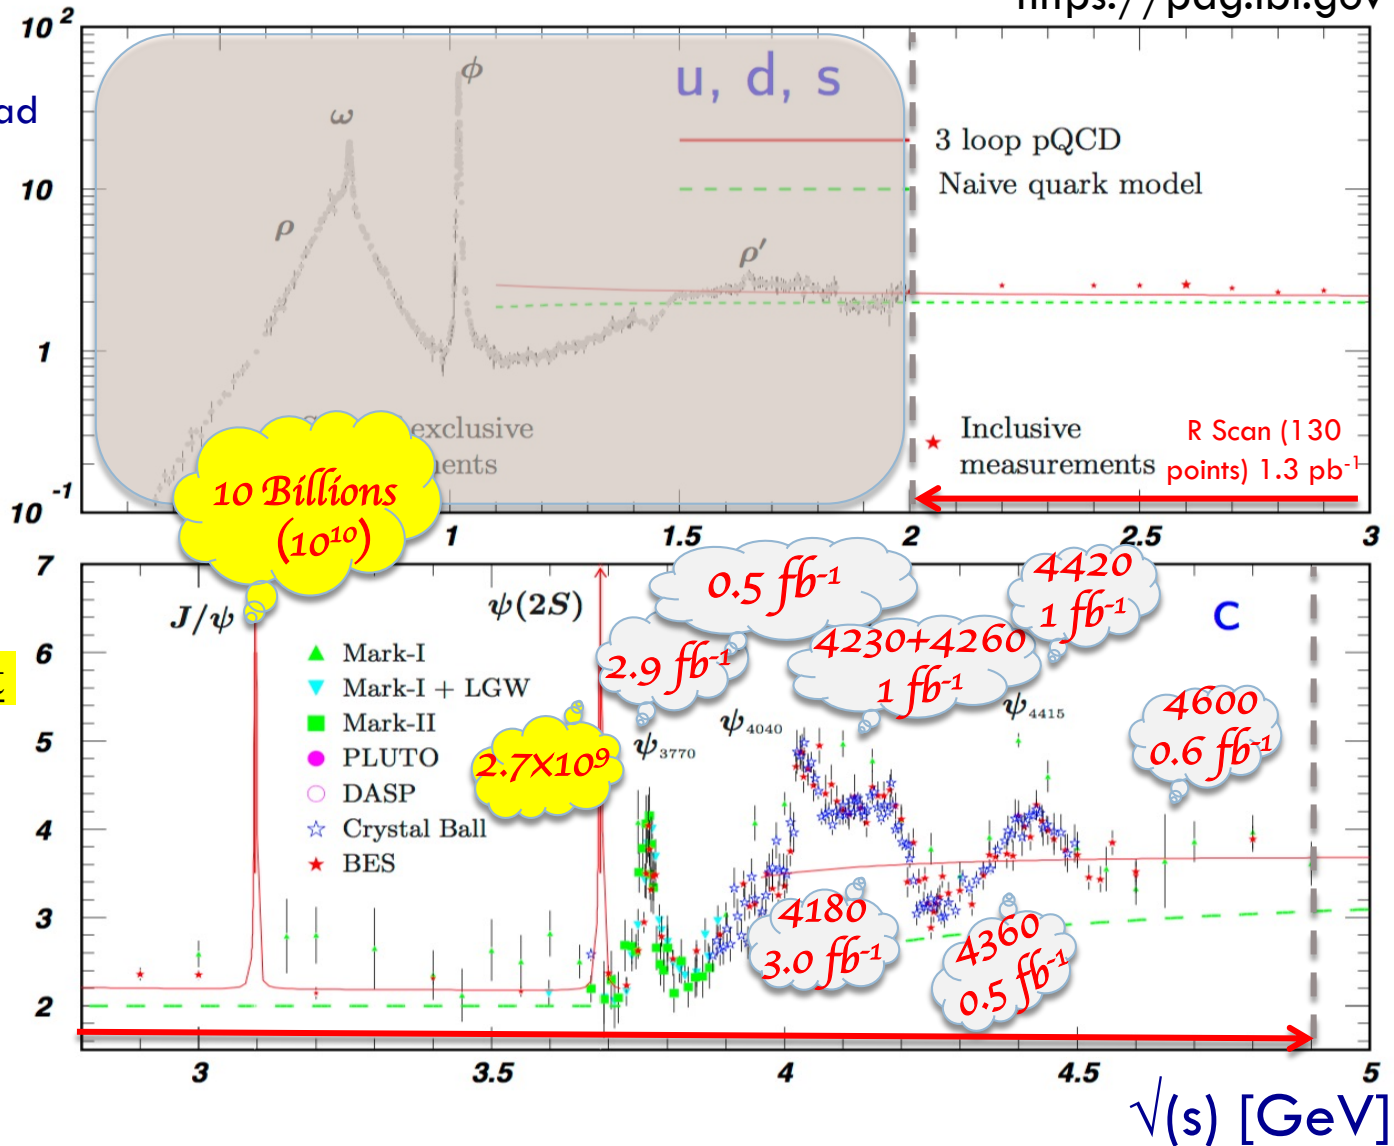 https://pdg.lbl.gov
10 2
ad
ϕ
u, d, s
ω
3 loop pQCD
10
Naive quark model
ρ
ρ′
1
exclusive
Inclusive
measurements
R Scan (130
points) 1.3 pb-1
10 -1
1
1.5
2
2.5
3
10 Billions
(10¹⁰)
7
J/ψ
ψ(2S)
0.5 fb-1
4420
1 fb-1
c
6
Mark-I
Mark-I + LGW
Mark-II
PLUTO
DASP
Crystal Ball
BES
2.9 fb-1
4230+4260
1 fb-1
ψ4415
4600
0.6 fb-1
5
2.7X10⁹
ψ3770
ψ4040
4
3
4180
3.0 fb-1
4360
0.5 fb-1
2
3
3.5
4
4.5
5
√(s) [GeV]